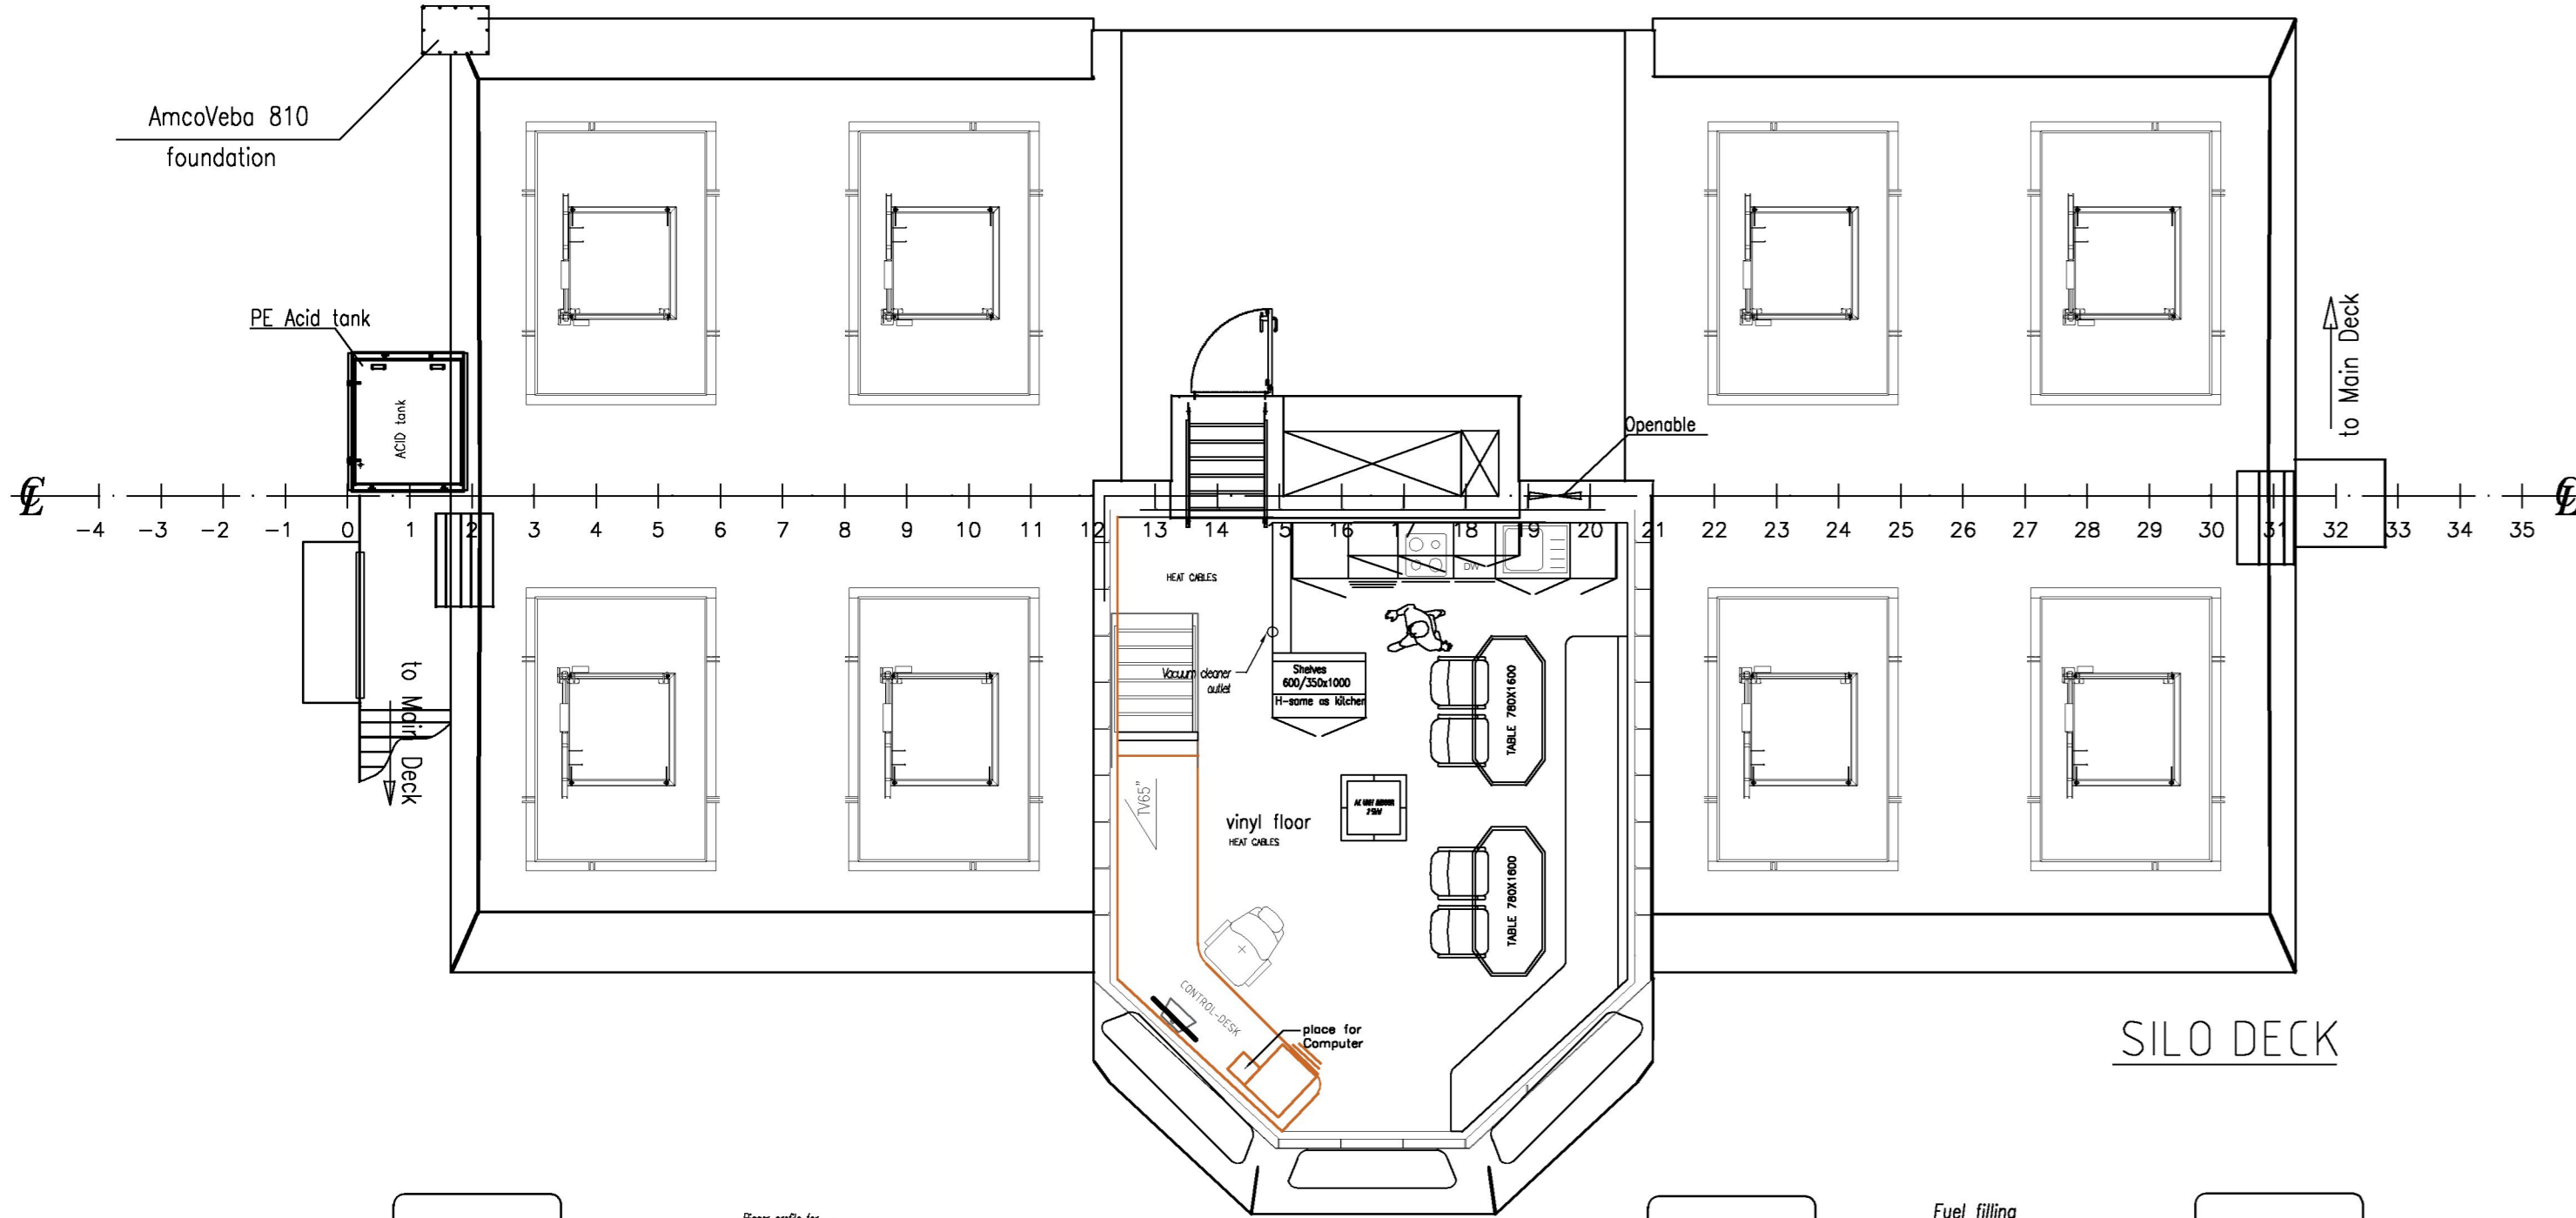 AmcoVeba 810
foundation
PE Acid tank
ACID tank
to Main Deck
Openable
℄
℄
-4 -3 -2 -1 0 1 2 3 4 5 6 7 8 9 10 11 12 13 14 15 16 17 18 19 20 21 22 23 24 25 26 27 28 29 30 31 32 33 34 35
DW
HEAT CABLES
to Main Deck
Vacuum cleaner
outlet
Shelves
600/350x1000
H-same as kitchen
TABLE 780X1600
TV65"
vinyl floor
HEAT CABLES
TABLE 780X1600
CONTROL-DESK
place for
Computer
SILO DECK
Fuel filling